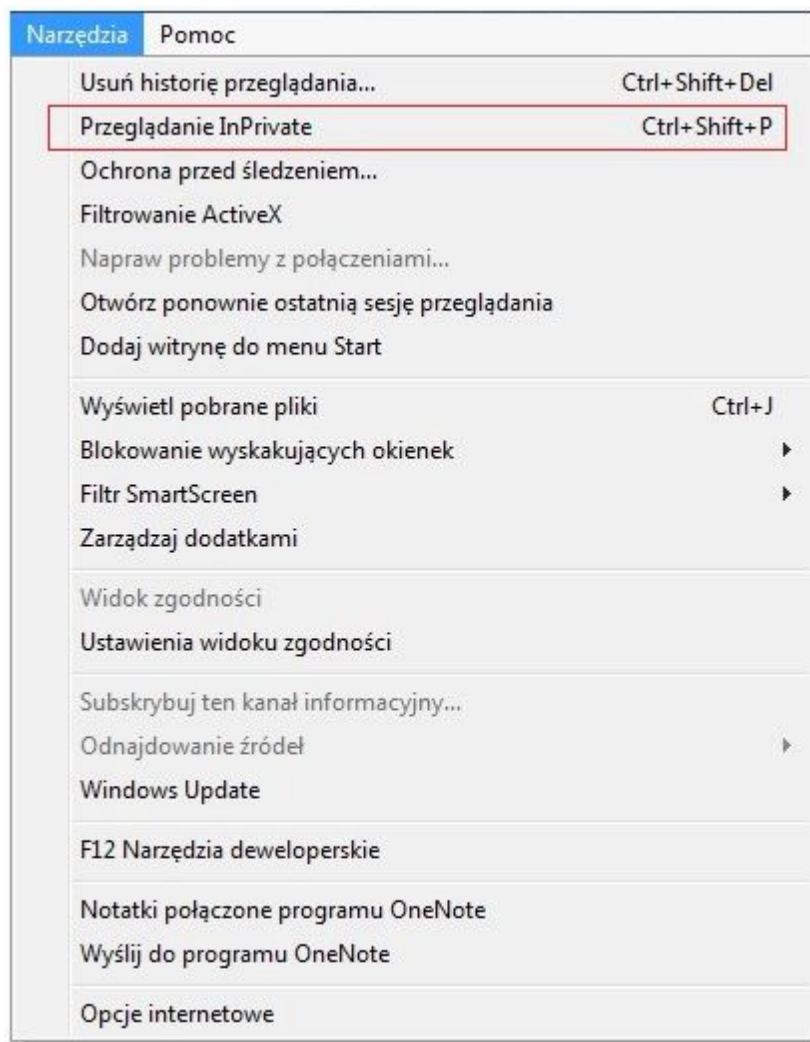 Narzędzia Pomoc
Usuń historię przeglądania... Ctrl+Shift+Del
Przeglądanie InPrivate Ctrl+Shift+P
Ochrona przed śledzeniem...
Filtrowanie ActiveX
Napraw problemy z połączeniami...
Otwórz ponownie ostatnią sesję przeglądania
Dodaj witrynę do menu Start
Wyświetl pobrane pliki Ctrl+J
Blokowanie wyskakujących okienek
Filtr SmartScreen
Zarządzaj dodatkami
Widok zgodności
Ustawienia widoku zgodności
Subskrybuj ten kanał informacyjny...
Odnajdowanie źródeł
Windows Update
F12 Narzędzia deweloperskie
Notatki połączone programu OneNote
Wyślij do programu OneNote
Opcje internetowe